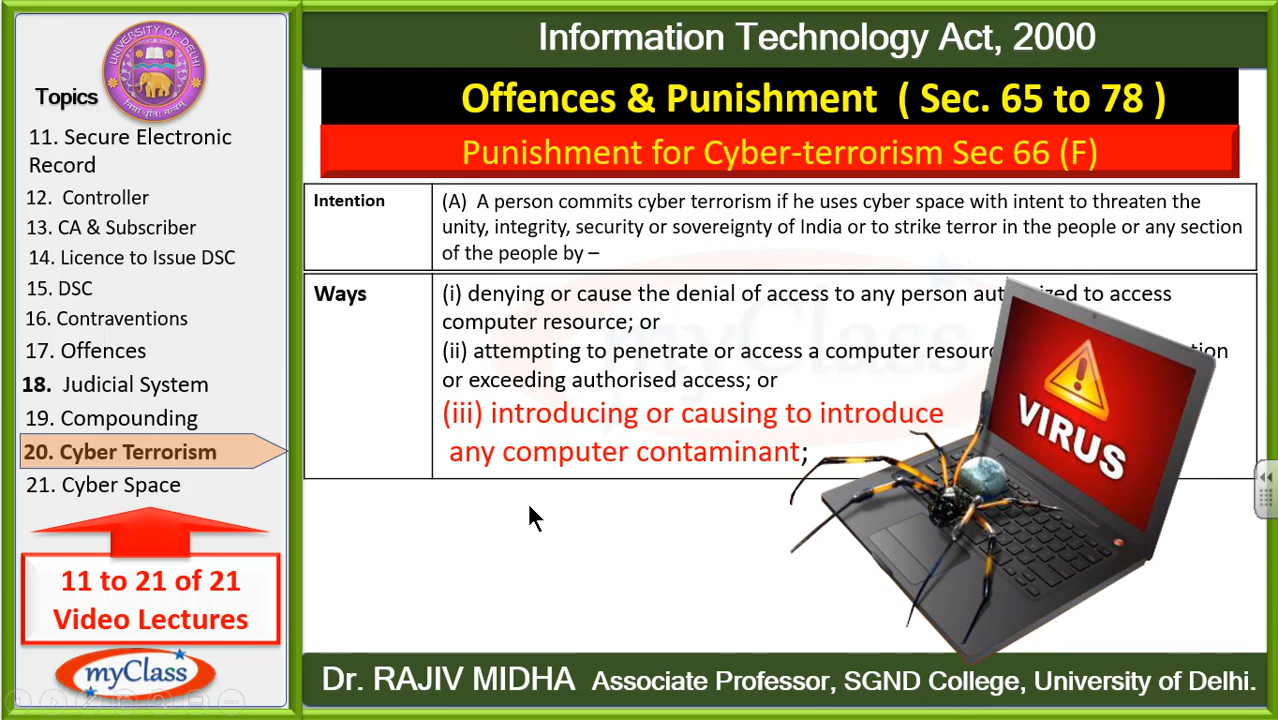 UNIVERSITY OF DELHI
Topics
11. Secure Electronic
Record
12. Controller
13. CA & Subscriber
14. Licence to Issue DSC
15. DSC
16. Contraventions
17. Offences
18. Judicial System
19. Compounding
20. Cyber Terrorism
21. Cyber Space
11 to 21 of 21
Video Lectures
myClass
Information Technology Act, 2000
Offences & Punishment ( Sec. 65 to 78 )
Punishment for Cyber-terrorism Sec 66 (F)
Intention
(A) A person commits cyber terrorism if he uses cyber space with intent to threaten the
unity, integrity, security or sovereignty of India or to strike terror in the people or any section
of the people by –
Ways
(i) denying or cause the denial of access to any person to access
computer resource; or
(ii) attempting to penetrate or access a computer
or exceeding authorised access; or
(iii) introducing or causing to introduce
any computer contaminant;
myClass
VIRUS
Dr. RAJIV MIDHA Associate Professor, SGND College, University of Delhi.